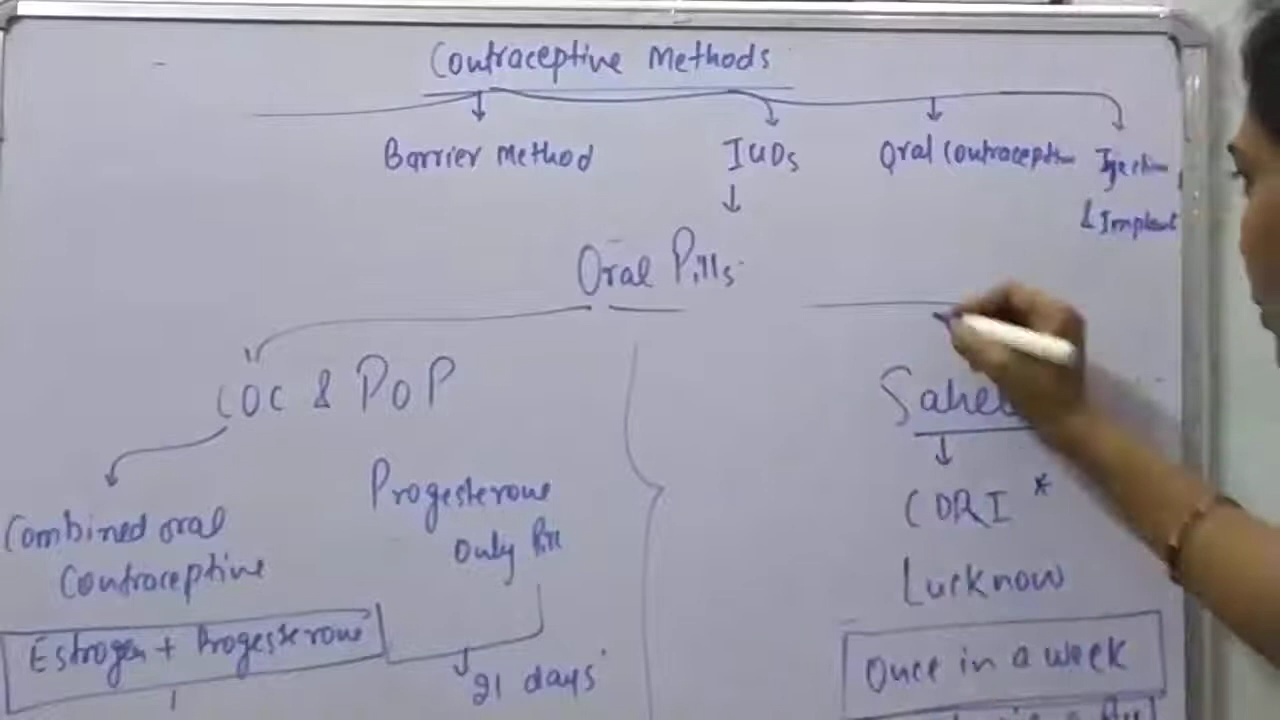 Contraceptive Methods
Barrier Method
IUDs
Oral Contraception
Injection
& Implant
Oral Pills
COC & POP
Combined oral
Contraceptive
Estrogen + Progesterone
Progesterone
Only Pill
21 days
CDRI *
Lucknow
Once in a week